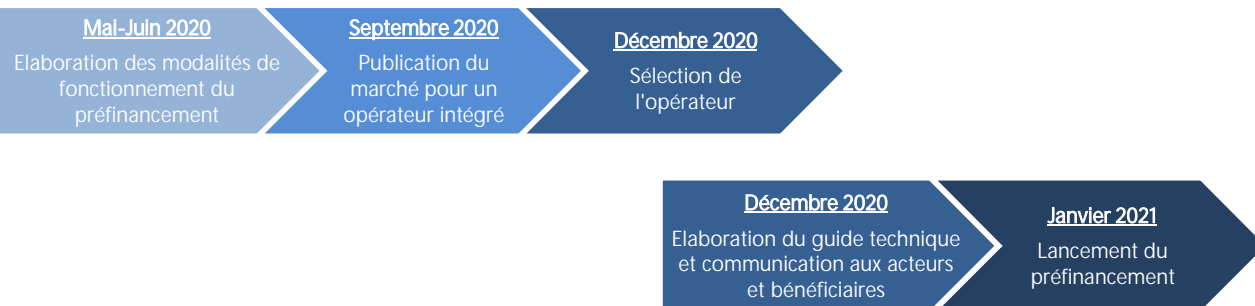 Mai-Juin 2020
Elaboration des modalités de
fonctionnement du
préfinancement
Septembre 2020
Publication du
marché pour un
opérateur intégré
Décembre 2020
Sélection de
l'opérateur
Décembre 2020
Elaboration du guide technique
et communication aux acteurs
et bénéficiaires
Janvier 2021
Lancement du
préfinancement